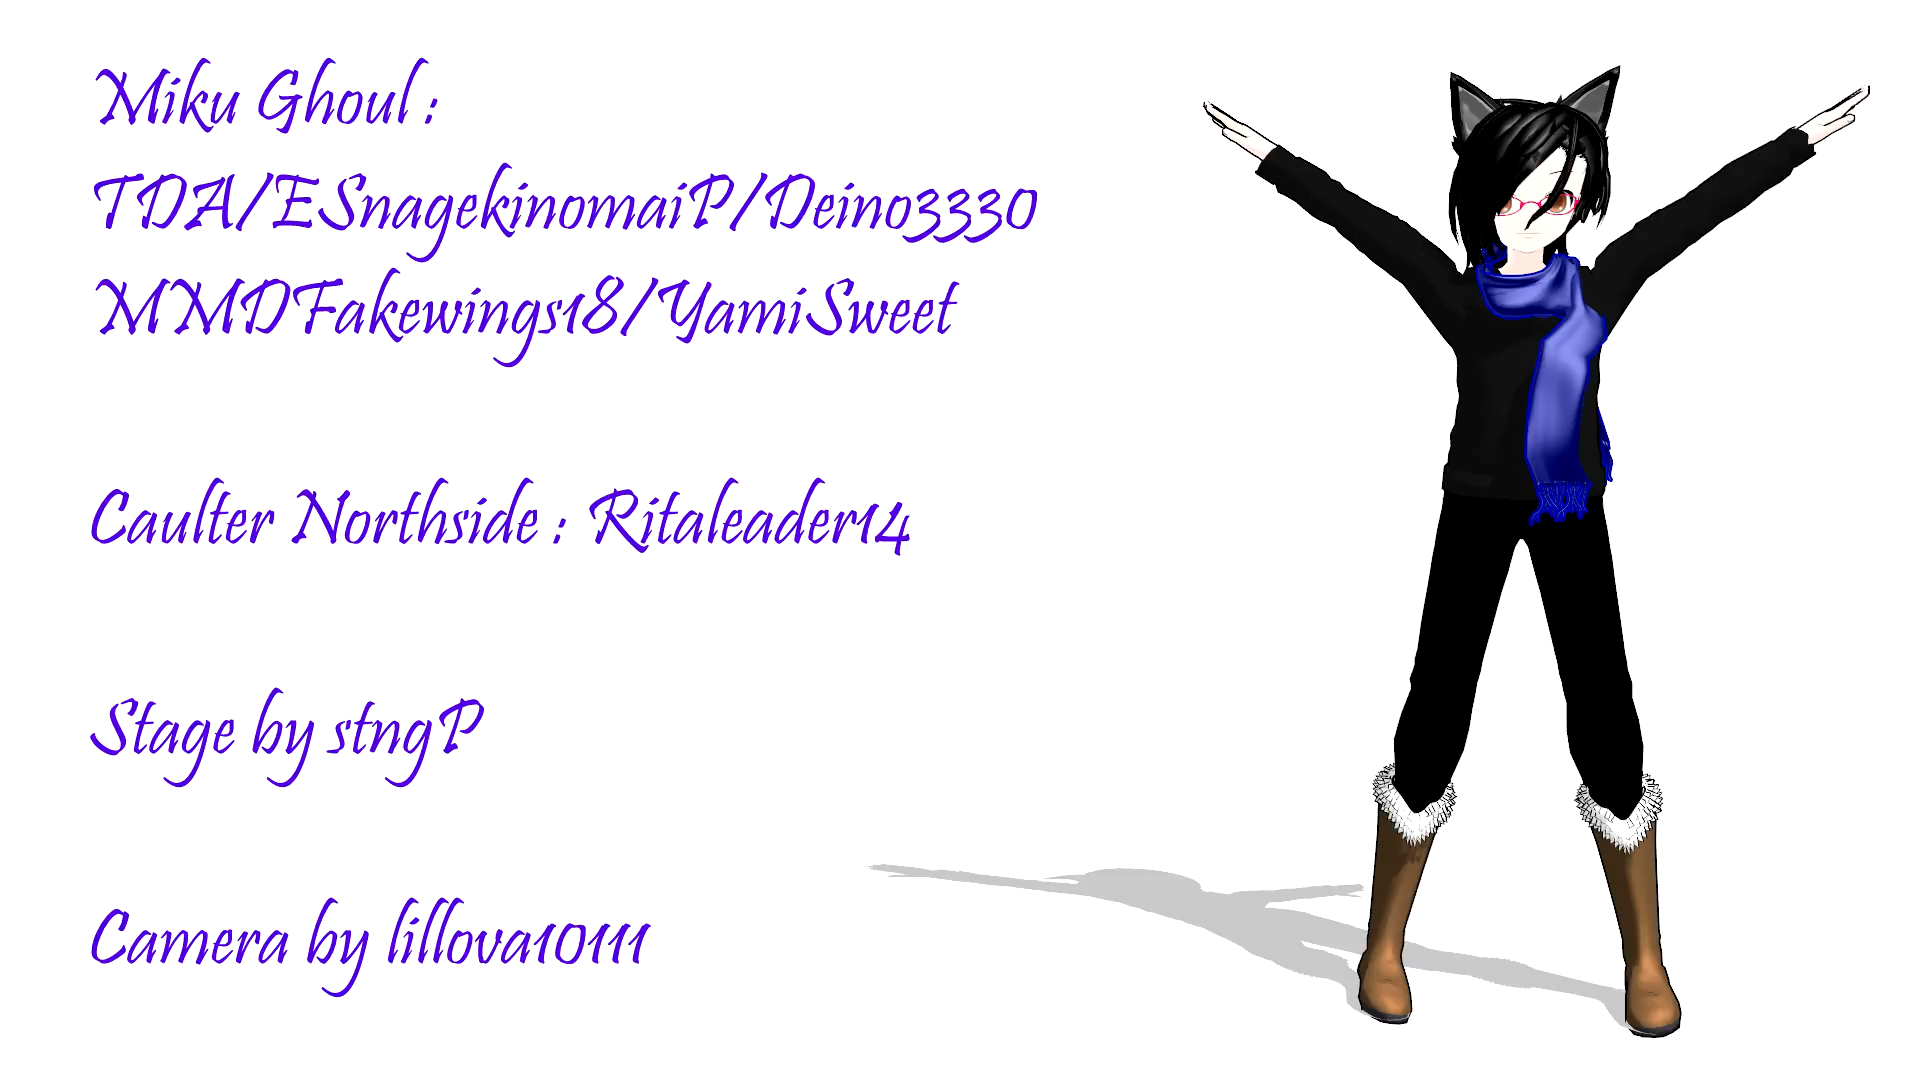 Miku Ghoul :
TDA/ESnagekinomaiP/Deino3330
MMDFakewings18/YamiSweet
Caulter Northside : Ritaleader14
Stage by stngP
Camera by lillova10111